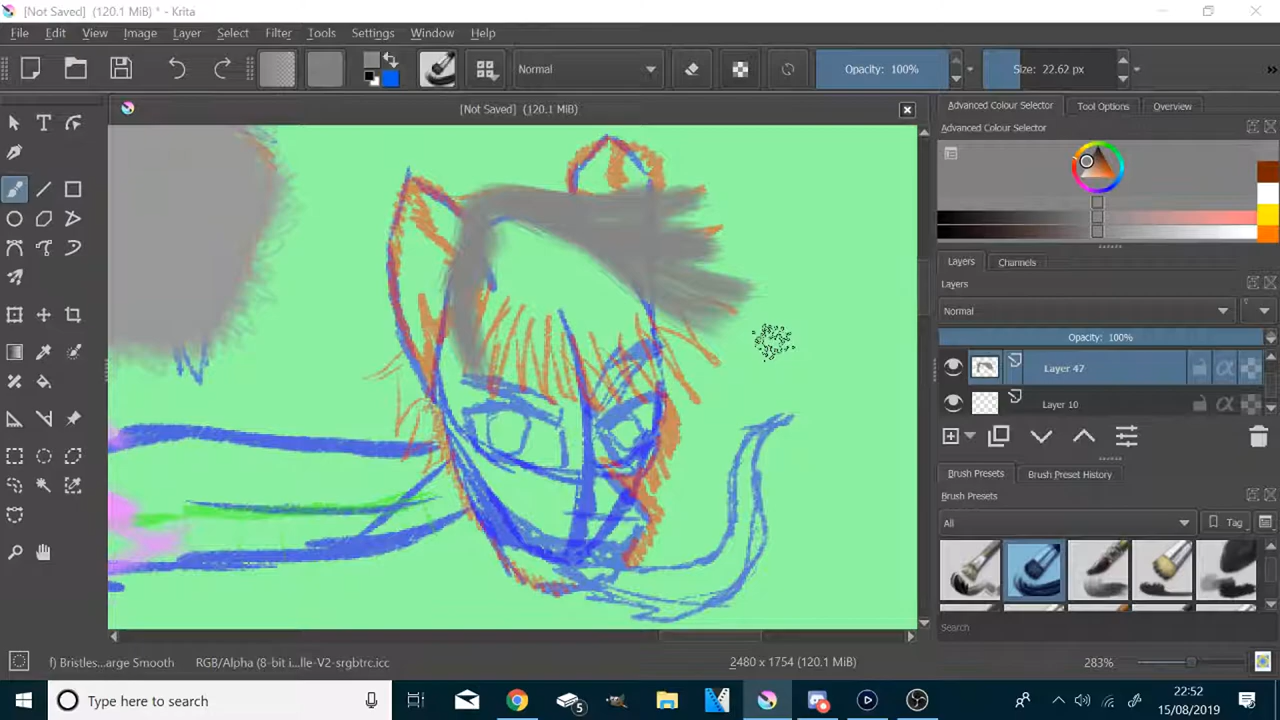 [Not Saved]  (120.1 MiB) * - Krita
File Edit View Image Layer Select Filter Tools Settings Window Help
Normal
Opacity: 100%
Size: 22.62 px
[Not Saved]  (120.1 MiB)
Advanced Colour Selector
Tool Options
Overview
Advanced Colour Selector
Layers
Channels
Layers
Normal
Opacity: 100%
Layer 47
Layer 10
Brush Presets
Brush Preset History
Brush Presets
All
Tag
Search
f) Bristles...arge Smooth
RGB/Alpha (8-bit i...lle-V2-srgbtrc.icc
2480 x 1754 (120.1 MiB)
283%
Type here to search
5
22:52
15/08/2019